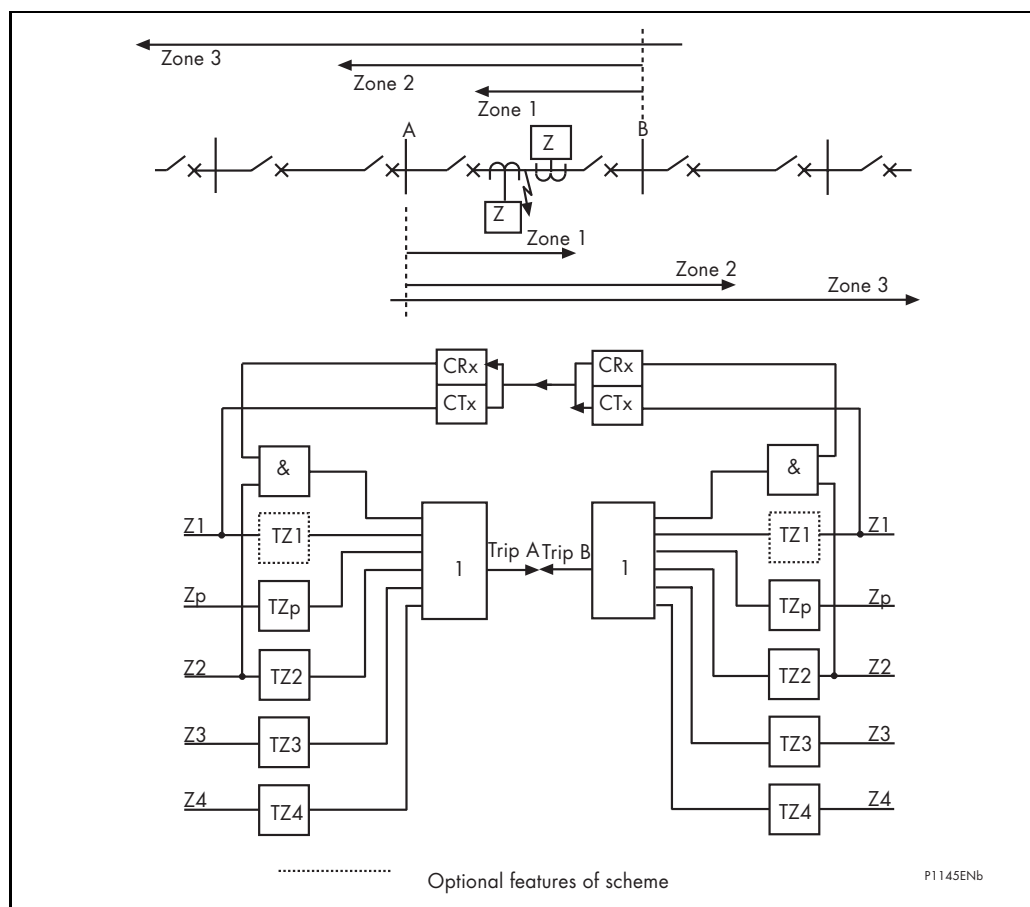 Zone 3
Zone 2
Zone 1
A
B
Z
Z
Zone 1
Zone 2
Zone 3
CRx
CTx
CRx
CTx
&
&
Z1
TZ1
TZ1
Z1
Trip A
Trip B
1
1
Zp
TZp
TZp
Zp
Z2
TZ2
TZ2
Z2
Z3
TZ3
TZ3
Z3
Z4
TZ4
TZ4
Z4
Optional features of scheme
P1145ENb